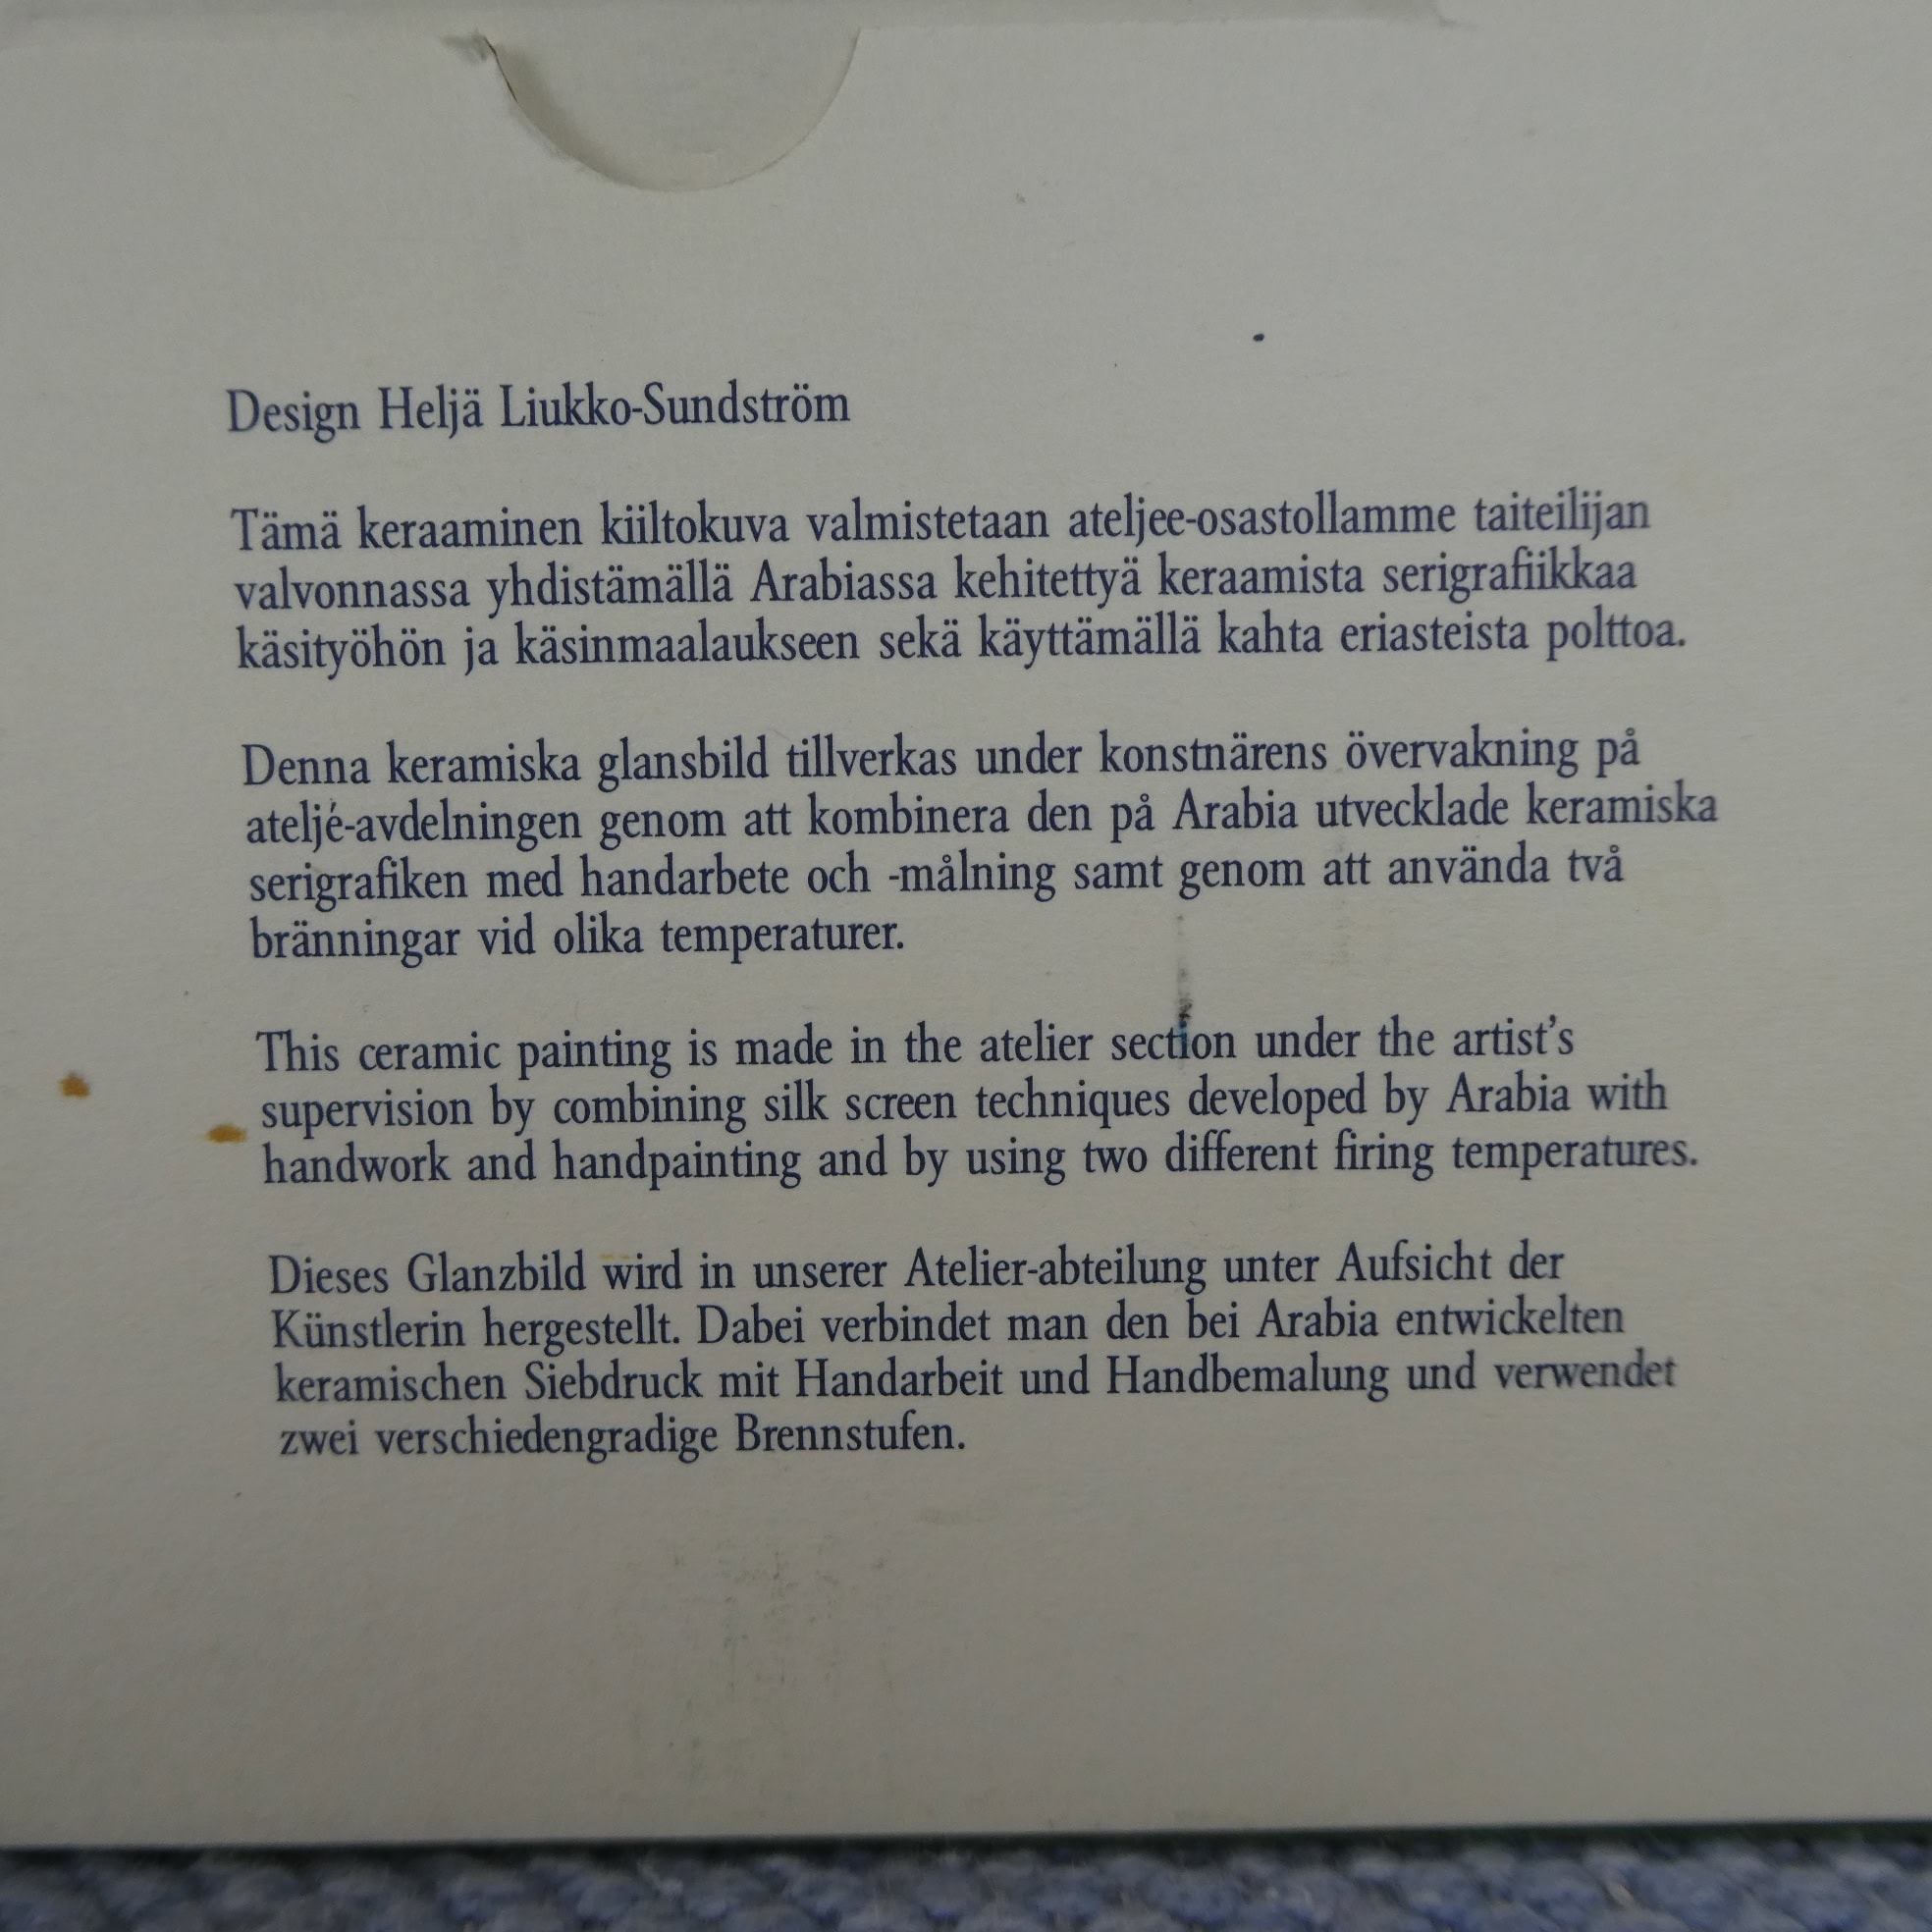 Design Heljä Liukko-Sundström
Tämä keraaminen kiiltokuva valmistetaan ateljee-osastollamme taiteilijan
valvonnassa yhdistämällä Arabiassa kehitettyä keraamista serigrafiikkaa
käsityöhön ja käsinmaalaukseen sekä käyttämällä kahta eriasteista polttoa.
Denna keramiska glansbild tillverkas under konstnärens övervakning på
ateljé-avdelningen genom att kombinera den på Arabia utvecklade keramiska
serigrafiken med handarbete och -målning samt genom att använda två
bränningar vid olika temperaturer.
This ceramic painting is made in the atelier section under the artist's
supervision by combining silk screen techniques developed by Arabia with
handwork and handpainting and by using two different firing temperatures.
Dieses Glanzbild wird in unserer Atelier-abteilung unter Aufsicht der
Künstlerin hergestellt. Dabei verbindet man den bei Arabia entwickelten
keramischen Siebdruck mit Handarbeit und Handbemalung und verwendet
zwei verschiedengradige Brennstufen.